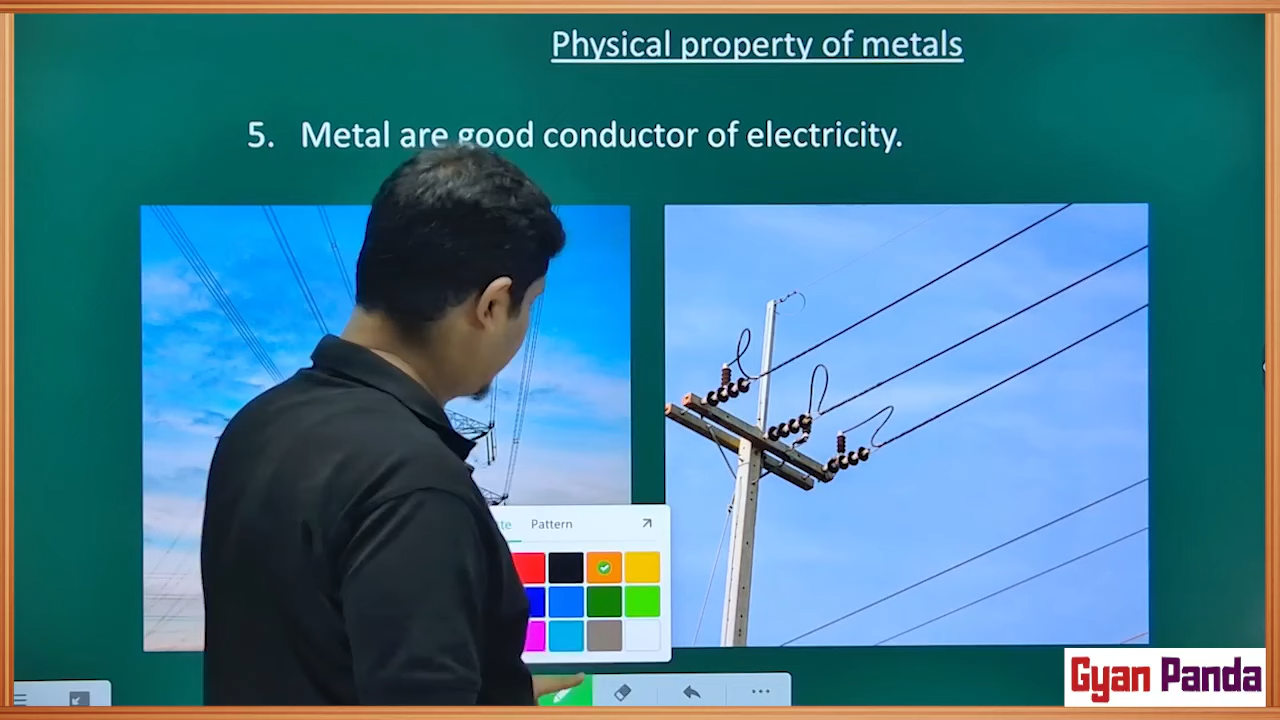 Physical property of metals
5. Metal are good conductor of electricity.
Pattern
Gyan Panda